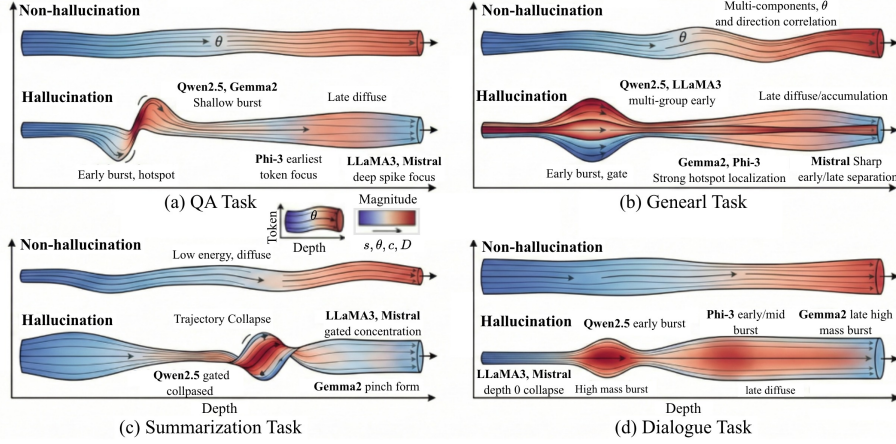 Non-hallucination
θ
Hallucination
Qwen2.5, Gemma2
Shallow burst
Late diffuse
Early burst, hotspot
Phi-3 earliest
token focus
LLaMA3, Mistral
deep spike focus
(a) QA Task
Multi-components, θ
and direction correlation
Non-hallucination
θ
Hallucination
Qwen2.5, LLaMA3
multi-group early
Late diffuse/accumulation
Early burst, gate
Gemma2, Phi-3
Strong hotspot localization
Mistral Sharp
early/late separation
(b) Genearl Task
Token
θ
Depth
Magnitude
s, θ, c, D
Non-hallucination
Low energy, diffuse
Hallucination
Trajectory Collapse
LLaMA3, Mistral
gated concentration
Qwen2.5 gated
collpased
Gemma2 pinch form
Depth
(c) Summarization Task
Non-hallucination
Hallucination
Qwen2.5 early burst
Phi-3 early/mid
burst
Gemma2 late high
mass burst
LLaMA3, Mistral
depth 0 collapse
High mass burst
late diffuse
Depth
(d) Dialogue Task